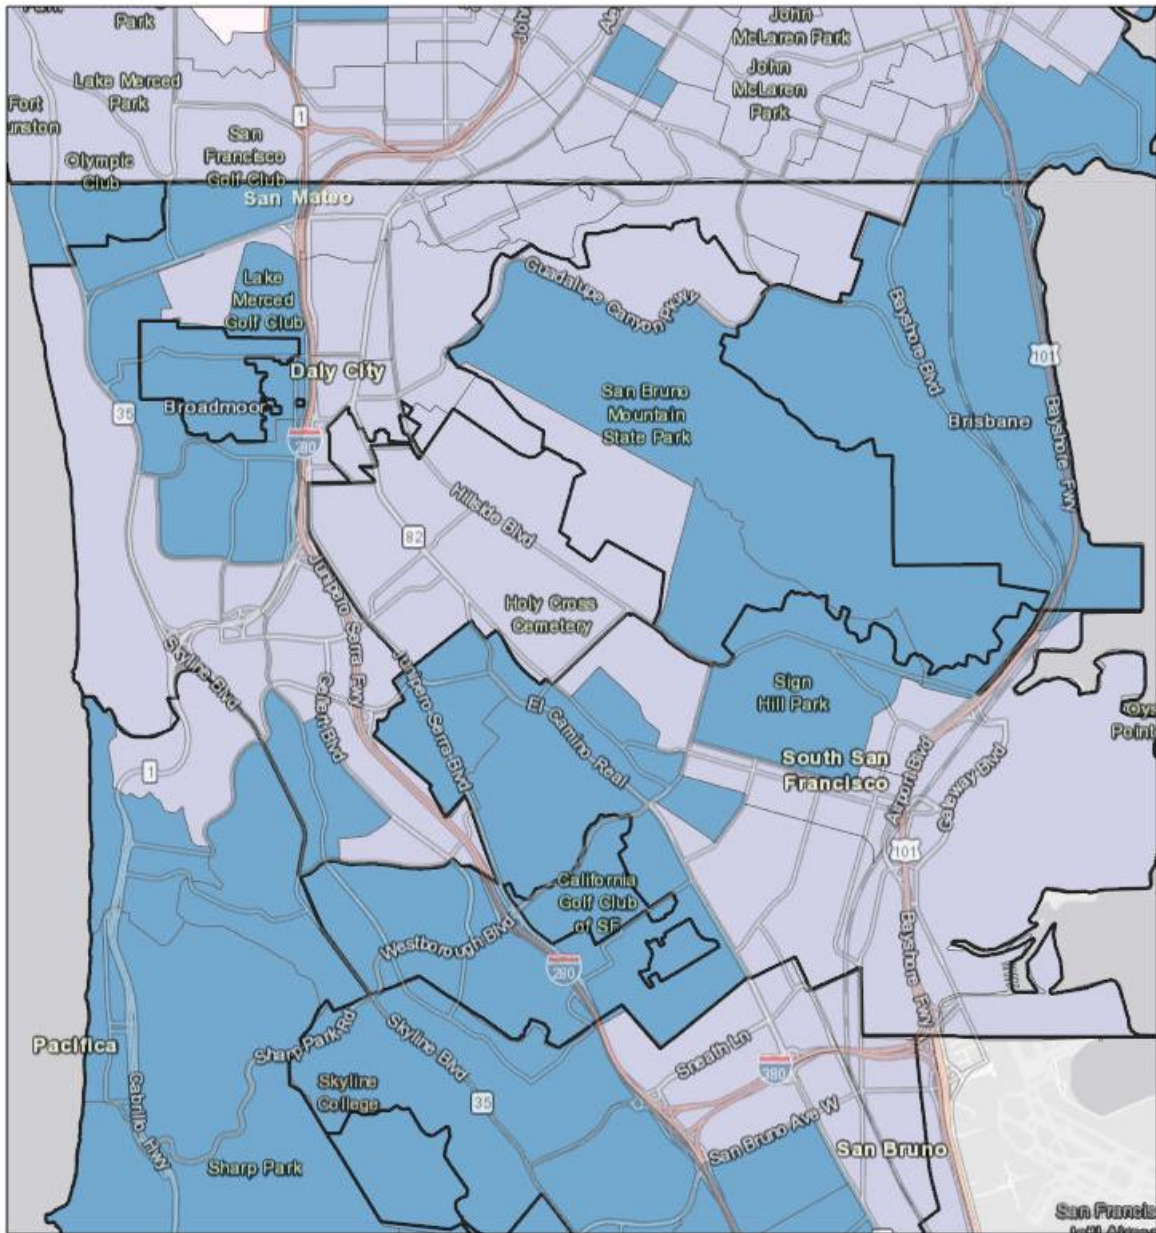 Park
Lake Merced
Park
Fort
unston
Olympic
Club
1
San
Francisco
Golf Club
San Mateo
John
McLaren Park
John
McLaren
Park
Lake
Merced
Golf Club
Guadalupe Canyon Pkwy
Bayshore Blvd
101
Daly City
35
Broadmoor
280
San Bruno
Mountain
State Park
Brisbane
Bayshore Fwy
Hillside Blvd
82
Junipero Serra Fwy
Holy Cross
Cemetery
Skyline Blvd
Junipero Serra Blvd
Callan Blvd
El Camino Real
Sign
Hill Park
Oys
Point
1
South San
Francisco
Airport Blvd
Gateway Blvd
101
California
Golf Club
of SF
Westborough Blvd
280
Bayshore Fwy
Pacifica
Sharp Park Rd
Skyline Blvd
Sneath Ln
380
Cabrillo Hwy
Skyline
College
35
San Bruno Ave W
San Bruno
Sharp Park
San Francis